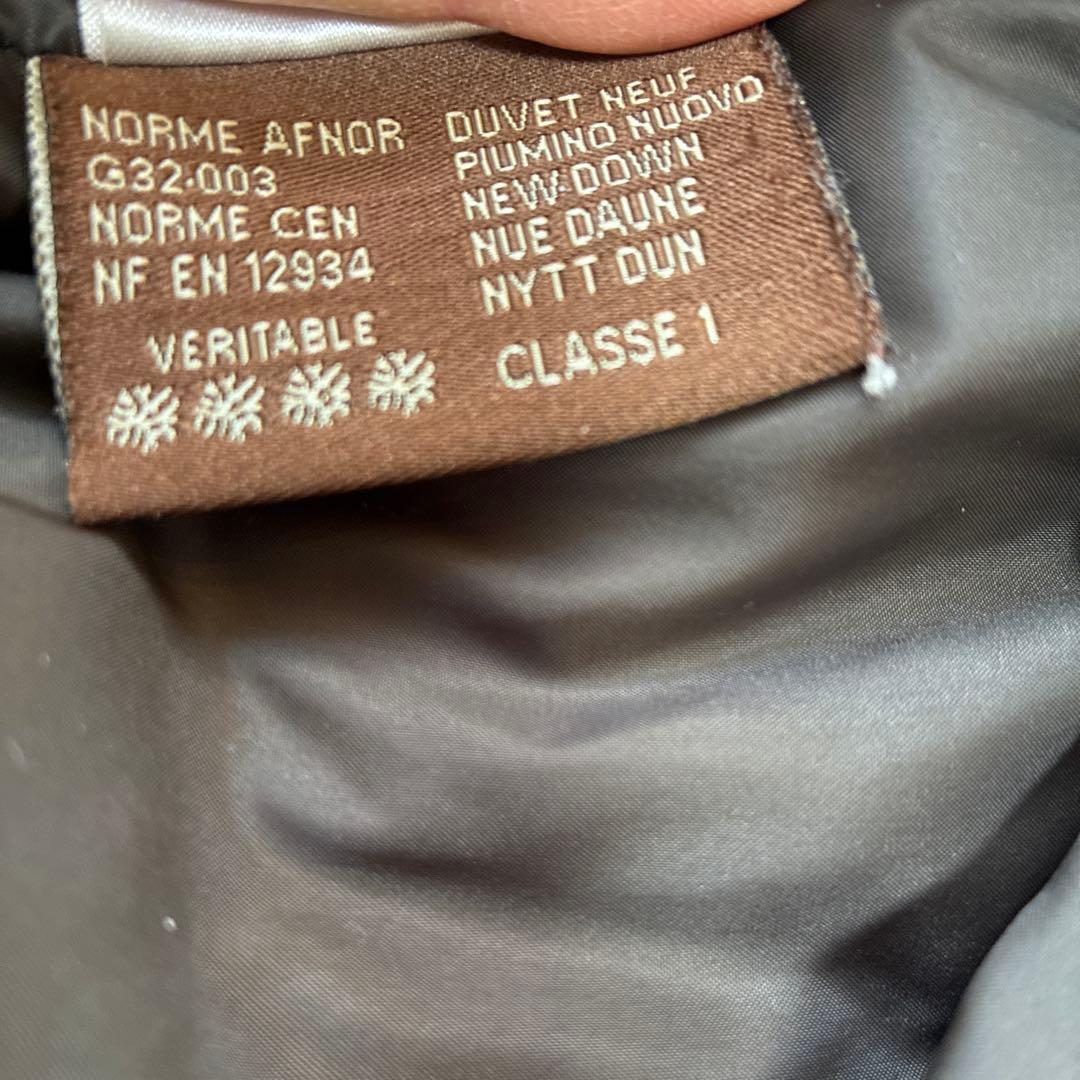 NORME AFNOR
G32.003
NORME CEN
NF EN 12934
VERITABLE
DUVET NEUF
PIUMINO NUOVO
NEW-DOWN
NUE DAUNE
NYTT DUN
CLASSE 1